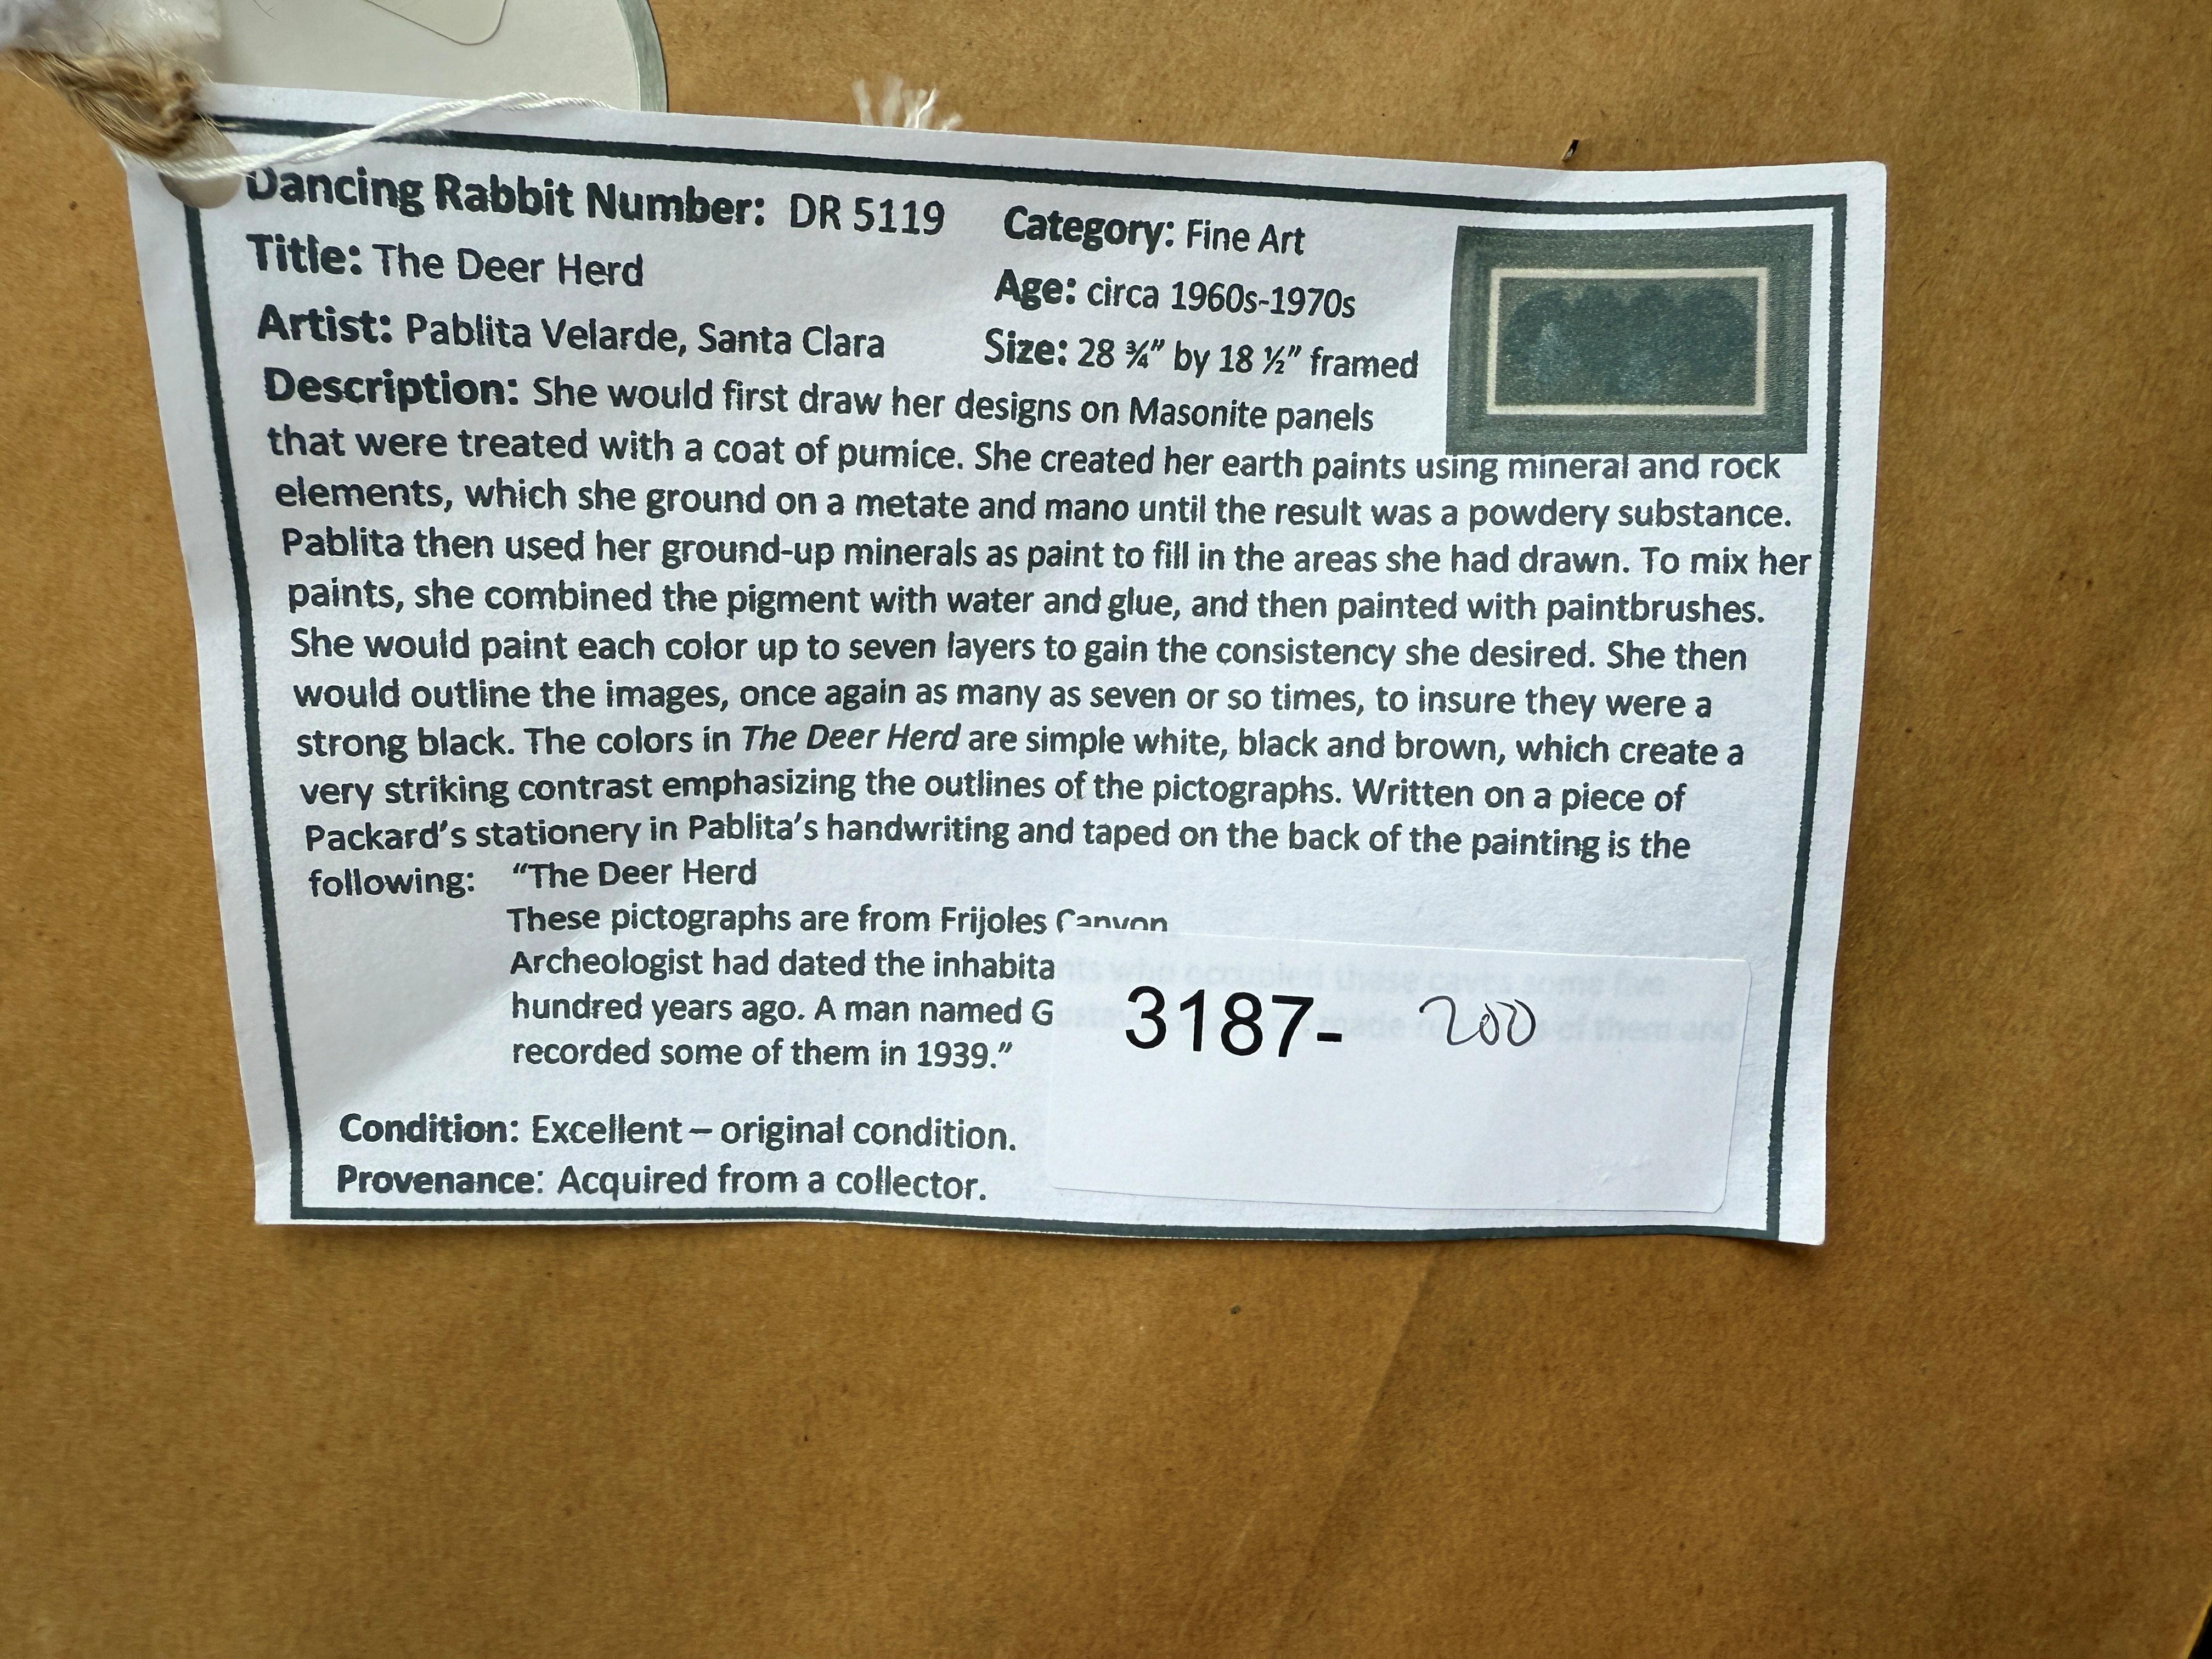 Dancing Rabbit Number: DR 5119
Category: Fine Art
Title: The Deer Herd
Age: circa 1960s-1970s
Artist: Pablita Velarde, Santa Clara
Size: 28 ¾” by 18 ½” framed
Description: She would first draw her designs on Masonite panels
that were treated with a coat of pumice. She created her earth paints using mineral and rock
elements, which she ground on a metate and mano until the result was a powdery substance.
Pablita then used her ground-up minerals as paint to fill in the areas she had drawn. To mix her
paints, she combined the pigment with water and glue, and then painted with paintbrushes.
She would paint each color up to seven layers to gain the consistency she desired. She then
would outline the images, once again as many as seven or so times, to insure they were a
strong black. The colors in The Deer Herd are simple white, black and brown, which create a
very striking contrast emphasizing the outlines of the pictographs. Written on a piece of
Packard’s stationery in Pablita’s handwriting and taped on the back of the painting is the
following: “The Deer Herd
These pictographs are from Frijoles Canyon
Archeologist had dated the inhabitants who occupied these caves some five
hundred years ago. A man named G made of them and
recorded some of them in 1939.”
3187- 200
Condition: Excellent – original condition.
Provenance: Acquired from a collector.